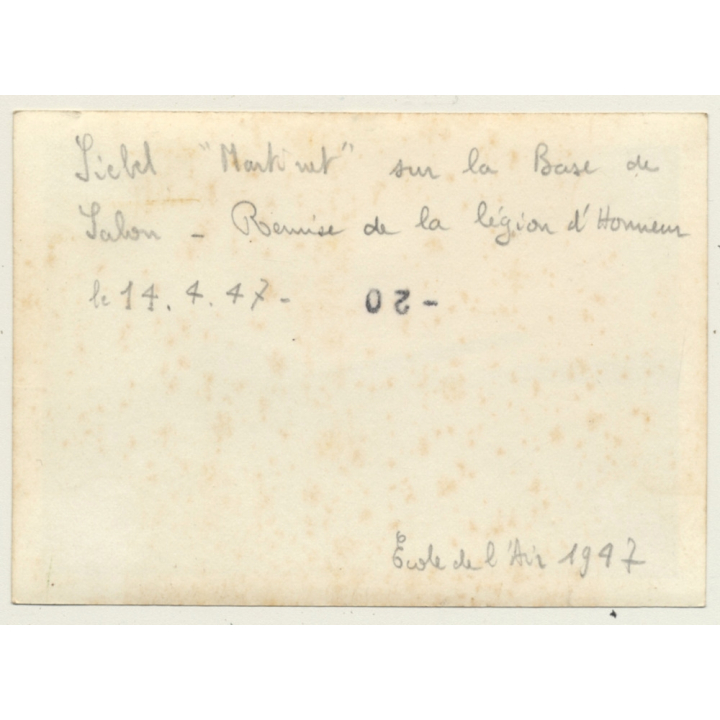 Siebel "Martinet" sur la Base de
Salon - Remise de la légion d'Honneur
le 14.4.47 - -20
École de l'Air 1947